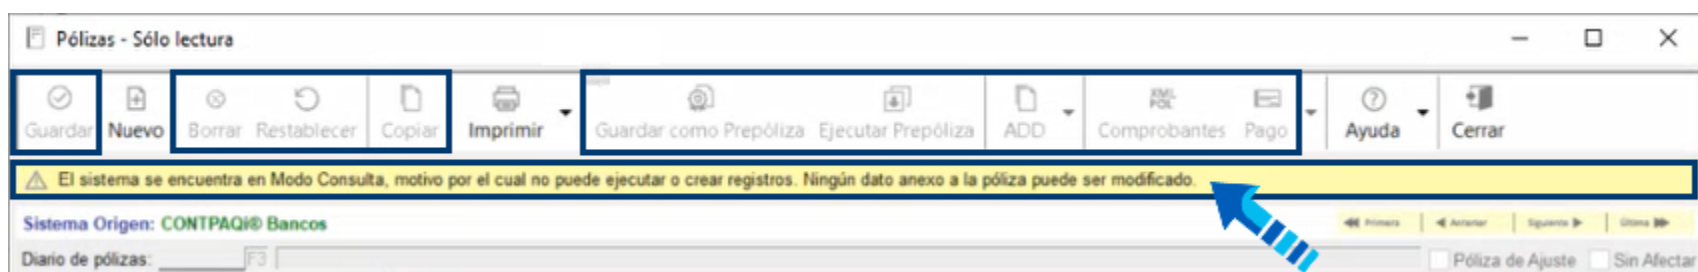 Pólizas - Sólo lectura
XML
POL
Guardar Nuevo Borrar Restablecer Copiar Imprimir Guardar como Prepóliza Ejecutar Prepóliza ADD Comprobantes Pago Ayuda Cerrar
El sistema se encuentra en Modo Consulta, motivo por el cual no puede ejecutar o crear registros. Ningún dato anexo a la póliza puede ser modificado.
Sistema Origen: CONTPAQi® Bancos Primera Anterior Siguiente Última
Diario de pólizas: F3 Póliza de Ajuste Sin Afectar